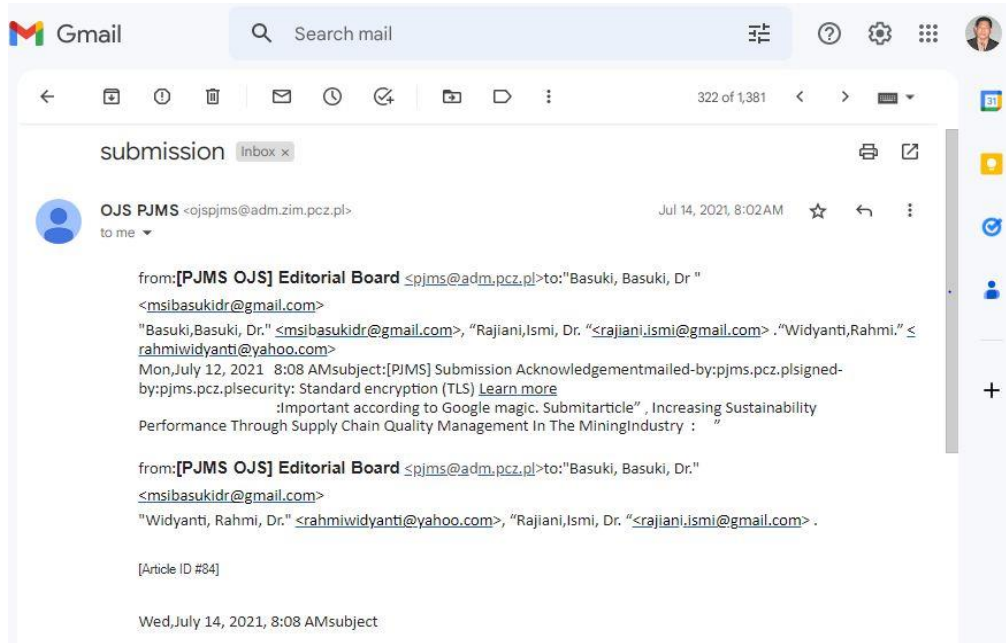 Gmail
Search mail
322 of 1,381
31
submission Inbox ×
OJS PJMS <ojspjms@adm.zim.pcz.pl>
Jul 14, 2021, 8:02 AM
to me
from:[PJMS OJS] Editorial Board <pjms@adm.pcz.pl>to:"Basuki, Basuki, Dr "
<msibasukidr@gmail.com>
"Basuki,Basuki, Dr." <msibasukidr@gmail.com>, “Rajiani,Ismi, Dr. “<rajiani.ismi@gmail.com> .“Widyanti,Rahmi.” <
rahmiwidyanti@yahoo.com>
Mon,July 12, 2021 8:08 AMsubject:[PJMS] Submission Acknowledgementmailed-by:pjms.pcz.plsigned-
by:pjms.pcz.plsecurity: Standard encryption (TLS) Learn more
:Important according to Google magic. Submitarticle” , Increasing Sustainability
Performance Through Supply Chain Quality Management In The MiningIndustry : ”
from:[PJMS OJS] Editorial Board <pjms@adm.pcz.pl>to:"Basuki, Basuki, Dr."
<msibasukidr@gmail.com>
"Widyanti, Rahmi, Dr." <rahmiwidyanti@yahoo.com>, “Rajiani,Ismi, Dr. “<rajiani.ismi@gmail.com> .
[Article ID #84]
Wed,July 14, 2021, 8:08 AMsubject